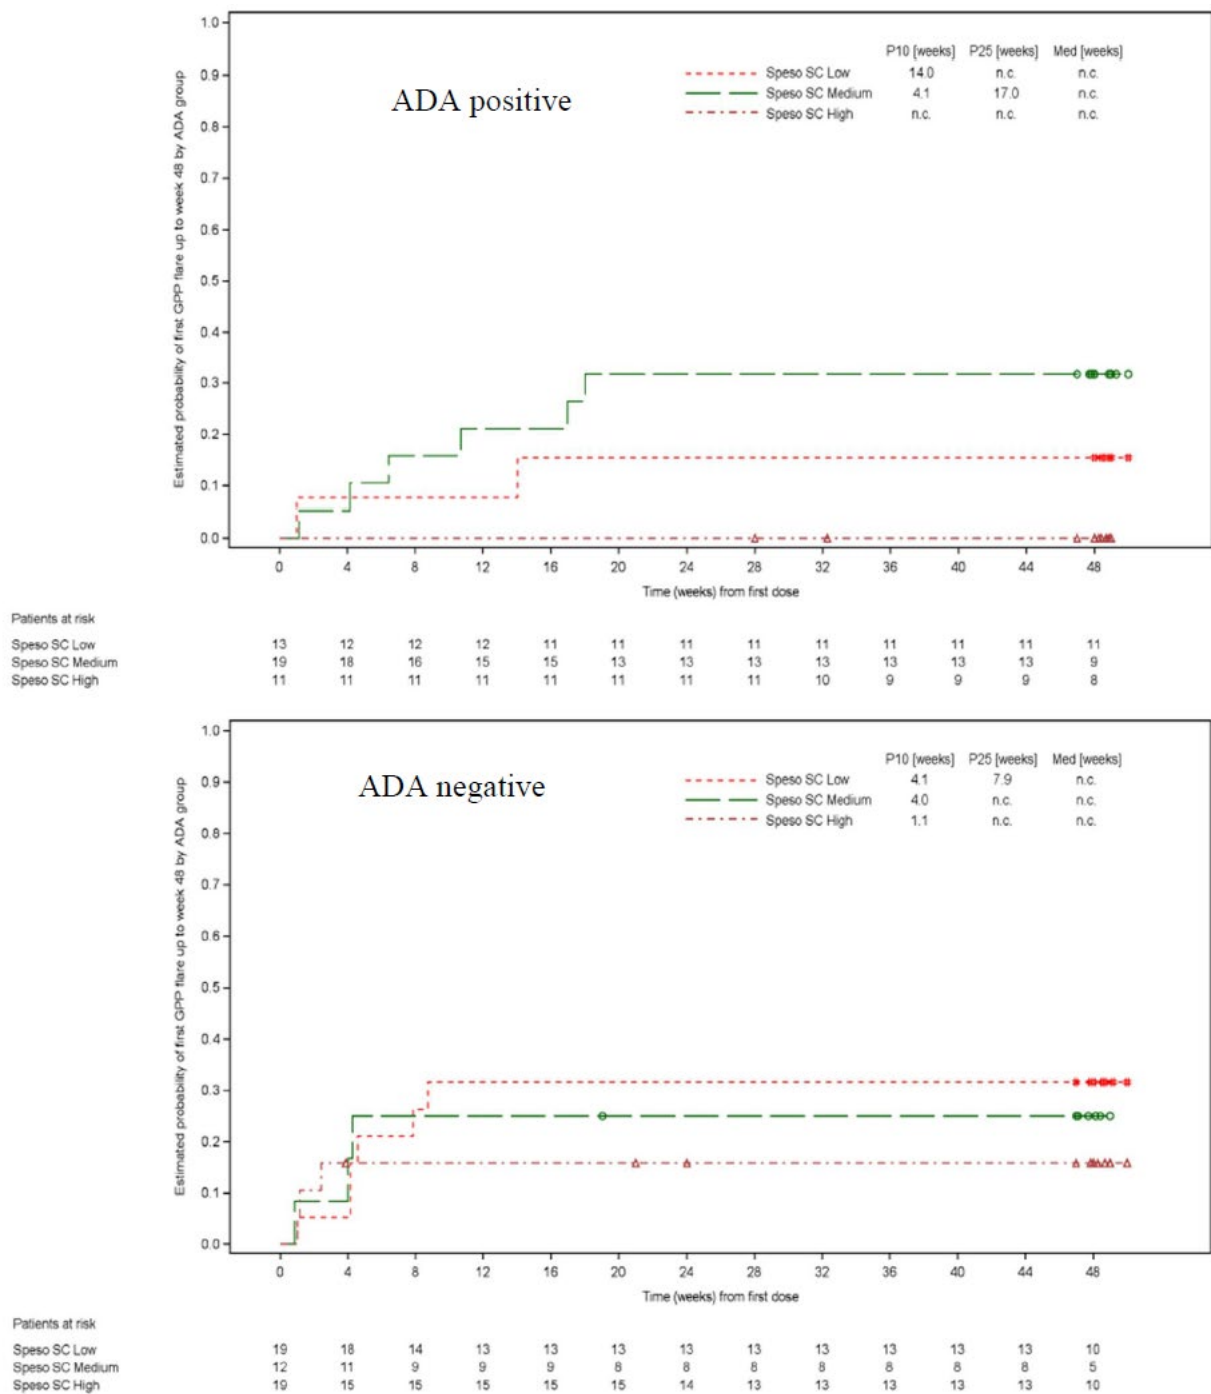 Estimated probability of first GPP flare up to week 48 by ADA group
1.0
0.9
0.8
0.7
0.6
0.5
0.4
0.3
0.2
0.1
0.0
ADA positive
P10 [weeks] P25 [weeks] Med [weeks]
Speso SC Low 14.0 n.c. n.c.
Speso SC Medium 4.1 17.0 n.c.
Speso SC High n.c. n.c. n.c.
0 4 8 12 16 20 24 28 32 36 40 44 48
Time (weeks) from first dose
Patients at risk
Speso SC Low 13 12 12 12 11 11 11 11 11 11 11 11 11
Speso SC Medium 19 18 16 15 15 13 13 13 13 13 13 13 9
Speso SC High 11 11 11 11 11 11 11 11 10 9 9 9 8
Estimated probability of first GPP flare up to week 48 by ADA group
1.0
0.9
0.8
0.7
0.6
0.5
0.4
0.3
0.2
0.1
0.0
ADA negative
P10 [weeks] P25 [weeks] Med [weeks]
Speso SC Low 4.1 7.9 n.c.
Speso SC Medium 4.0 n.c. n.c.
Speso SC High 1.1 n.c. n.c.
0 4 8 12 16 20 24 28 32 36 40 44 48
Time (weeks) from first dose
Patients at risk
Speso SC Low 19 18 14 13 13 13 13 13 13 13 13 13 10
Speso SC Medium 12 11 9 9 9 8 8 8 8 8 8 8 5
Speso SC High 19 15 15 15 15 15 14 13 13 13 13 13 10